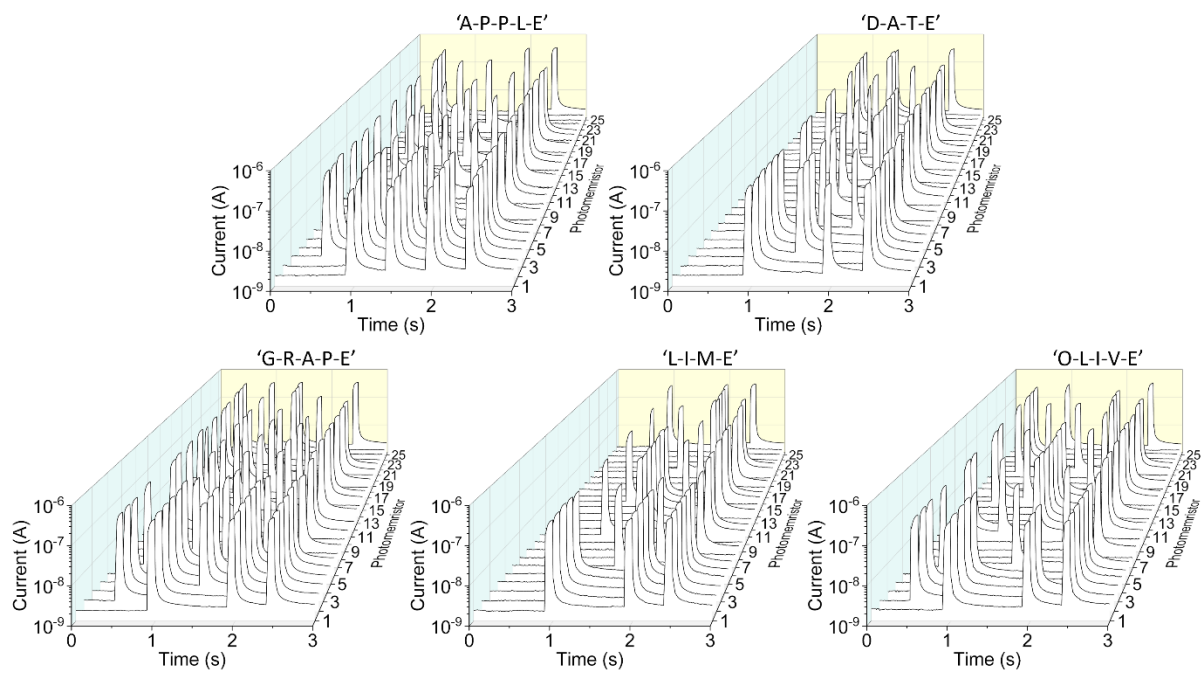 ‘A-P-P-L-E’
10⁻⁶
10⁻⁷
10⁻⁸
10⁻⁹
Current (A)
0 1 2 3
Time (s)
1 3 5 7 9 11 13 15 17 19 21 23 25
Photomemristor
‘D-A-T-E’
10⁻⁶
10⁻⁷
10⁻⁸
10⁻⁹
Current (A)
0 1 2 3
Time (s)
1 3 5 7 9 11 13 15 17 19 21 23 25
Photomemristor
‘G-R-A-P-E’
10⁻⁶
10⁻⁷
10⁻⁸
10⁻⁹
Current (A)
0 1 2 3
Time (s)
1 3 5 7 9 11 13 15 17 19 21 23 25
Photomemristor
‘L-I-M-E’
10⁻⁶
10⁻⁷
10⁻⁸
10⁻⁹
Current (A)
0 1 2 3
Time (s)
1 3 5 7 9 11 13 15 17 19 21 23 25
Photomemristor
‘O-L-I-V-E’
10⁻⁶
10⁻⁷
10⁻⁸
10⁻⁹
Current (A)
0 1 2 3
Time (s)
1 3 5 7 9 11 13 15 17 19 21 23 25
Photomemristor